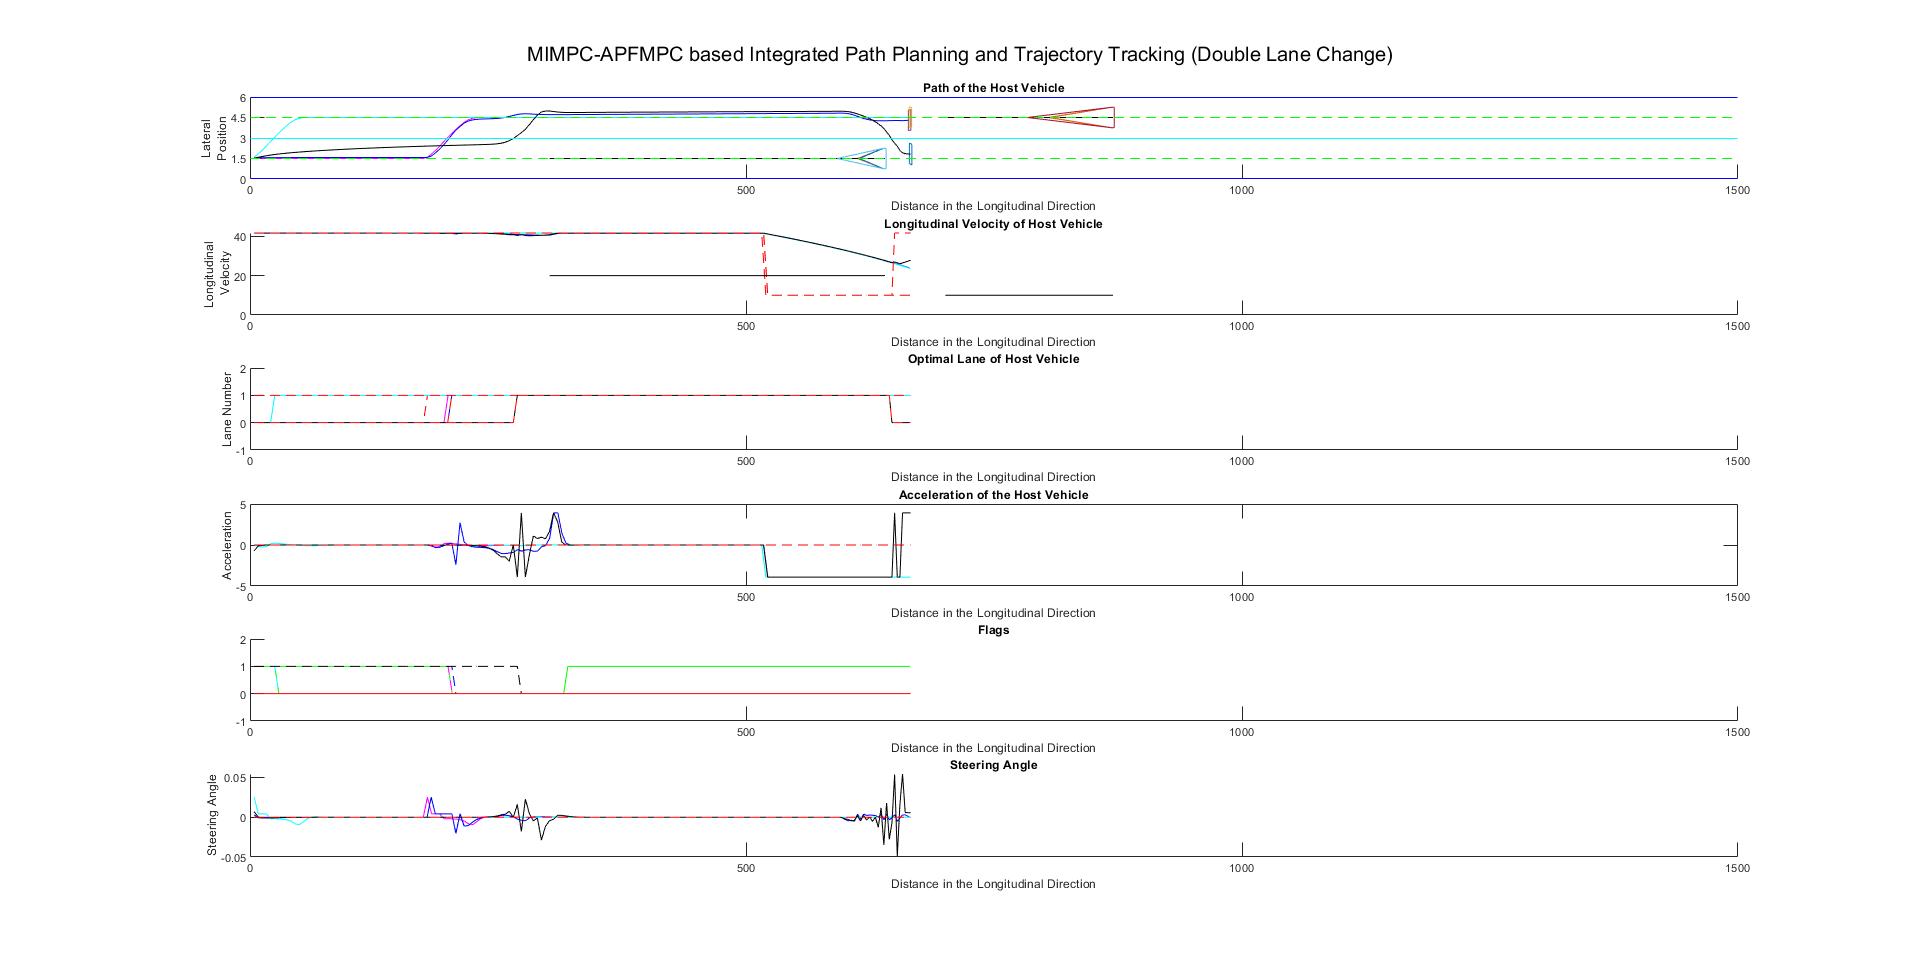 MIMPC-APFMPC based Integrated Path Planning and Trajectory Tracking (Double Lane Change)
Path of the Host Vehicle
Lateral
Position
6
4.5
3
1.5
0
0 500 1000 1500
Distance in the Longitudinal Direction
Longitudinal Velocity of Host Vehicle
Longitudinal
Velocity
40
20
0
0 500 1000 1500
Distance in the Longitudinal Direction
Optimal Lane of Host Vehicle
Lane Number
2
1
0
-1
0 500 1000 1500
Distance in the Longitudinal Direction
Acceleration of the Host Vehicle
Acceleration
5
0
-5
0 500 1000 1500
Distance in the Longitudinal Direction
Flags
2
1
0
-1
0 500 1000 1500
Distance in the Longitudinal Direction
Steering Angle
Steering Angle
0.05
0
-0.05
0 500 1000 1500
Distance in the Longitudinal Direction